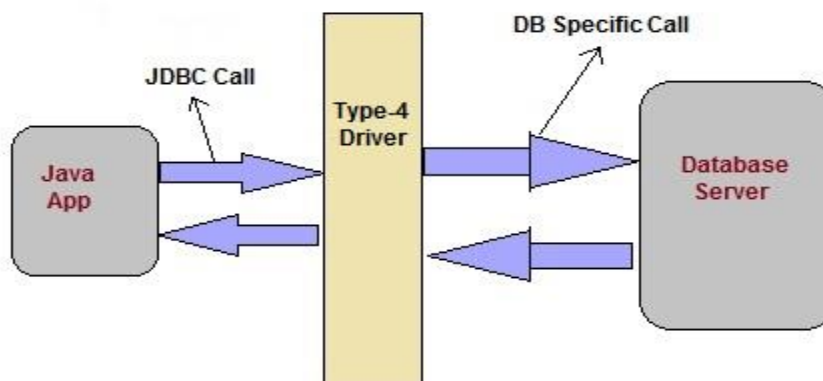 DB Specific Call
JDBC Call
Type-4
Driver
Java
App
Database
Server